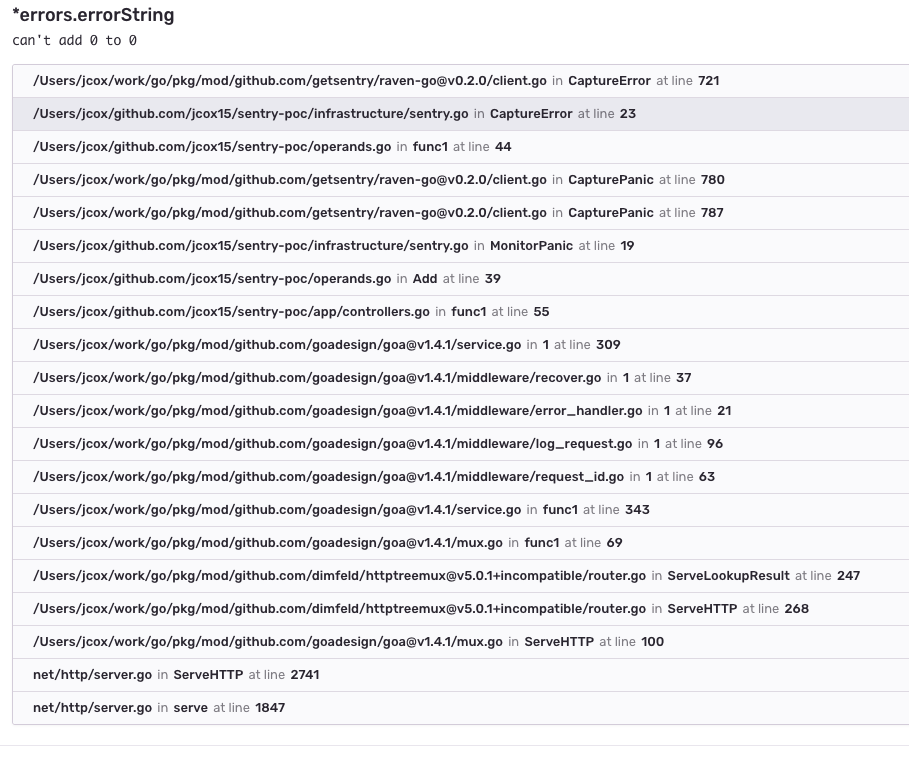 *errors.errorString
can't add 0 to 0
/Users/jcox/work/go/pkg/mod/github.com/getsentry/raven-go@v0.2.0/client.go in CaptureError at line 721
/Users/jcox/github.com/jcox15/sentry-poc/infrastructure/sentry.go in CaptureError at line 23
/Users/jcox/github.com/jcox15/sentry-poc/operands.go in func1 at line 44
/Users/jcox/work/go/pkg/mod/github.com/getsentry/raven-go@v0.2.0/client.go in CapturePanic at line 780
/Users/jcox/work/go/pkg/mod/github.com/getsentry/raven-go@v0.2.0/client.go in CapturePanic at line 787
/Users/jcox/github.com/jcox15/sentry-poc/infrastructure/sentry.go in MonitorPanic at line 19
/Users/jcox/github.com/jcox15/sentry-poc/operands.go in Add at line 39
/Users/jcox/github.com/jcox15/sentry-poc/app/controllers.go in func1 at line 55
/Users/jcox/work/go/pkg/mod/github.com/goadesign/goa@v1.4.1/service.go in 1 at line 309
/Users/jcox/work/go/pkg/mod/github.com/goadesign/goa@v1.4.1/middleware/recover.go in 1 at line 37
/Users/jcox/work/go/pkg/mod/github.com/goadesign/goa@v1.4.1/middleware/error_handler.go in 1 at line 21
/Users/jcox/work/go/pkg/mod/github.com/goadesign/goa@v1.4.1/middleware/log_request.go in 1 at line 96
/Users/jcox/work/go/pkg/mod/github.com/goadesign/goa@v1.4.1/middleware/request_id.go in 1 at line 63
/Users/jcox/work/go/pkg/mod/github.com/goadesign/goa@v1.4.1/service.go in func1 at line 343
/Users/jcox/work/go/pkg/mod/github.com/goadesign/goa@v1.4.1/mux.go in func1 at line 69
/Users/jcox/work/go/pkg/mod/github.com/dimfeld/httptreemux@v5.0.1+incompatible/router.go in ServeLookupResult at line 247
/Users/jcox/work/go/pkg/mod/github.com/dimfeld/httptreemux@v5.0.1+incompatible/router.go in ServeHTTP at line 268
/Users/jcox/work/go/pkg/mod/github.com/goadesign/goa@v1.4.1/mux.go in ServeHTTP at line 100
net/http/server.go in ServeHTTP at line 2741
net/http/server.go in serve at line 1847